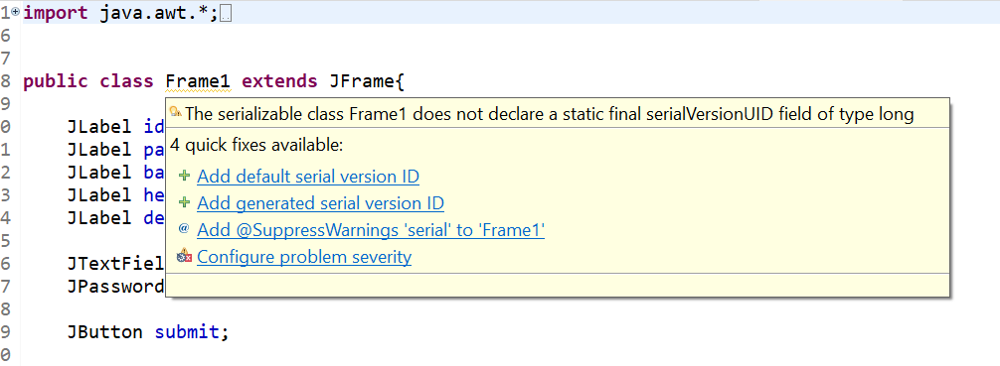 1 import java.awt.*;
6
7
8 public class Frame1 extends JFrame{
9
The serializable class Frame1 does not declare a static final serialVersionUID field of type long
0 JLabel id
4 quick fixes available:
1 JLabel pa
2 JLabel ba
Add default serial version ID
3 JLabel he
Add generated serial version ID
4 JLabel de
Add @SuppressWarnings 'serial' to 'Frame1'
5
6 JTextFiel
Configure problem severity
7 JPassword
8
9 JButton submit;
0